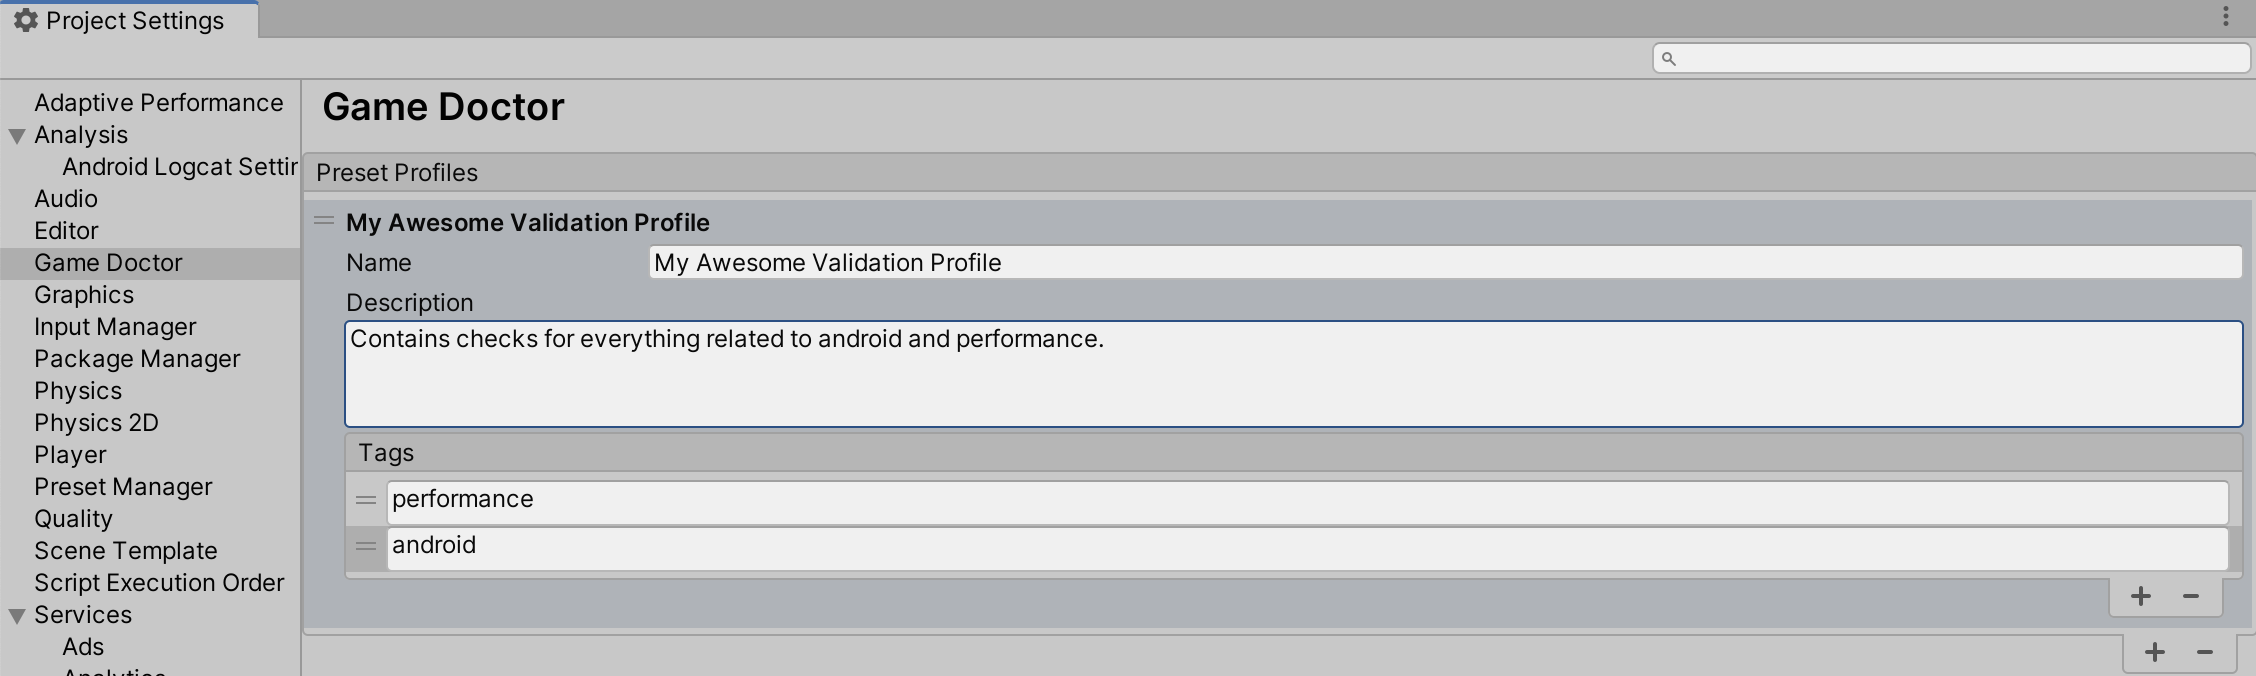 Project Settings
Adaptive Performance
Analysis
Android Logcat Settin
Audio
Editor
Game Doctor
Graphics
Input Manager
Package Manager
Physics
Physics 2D
Player
Preset Manager
Quality
Scene Template
Script Execution Order
Services
Ads
Analytics
Game Doctor
Preset Profiles
My Awesome Validation Profile
Name My Awesome Validation Profile
Description
Contains checks for everything related to android and performance.
Tags
performance
android